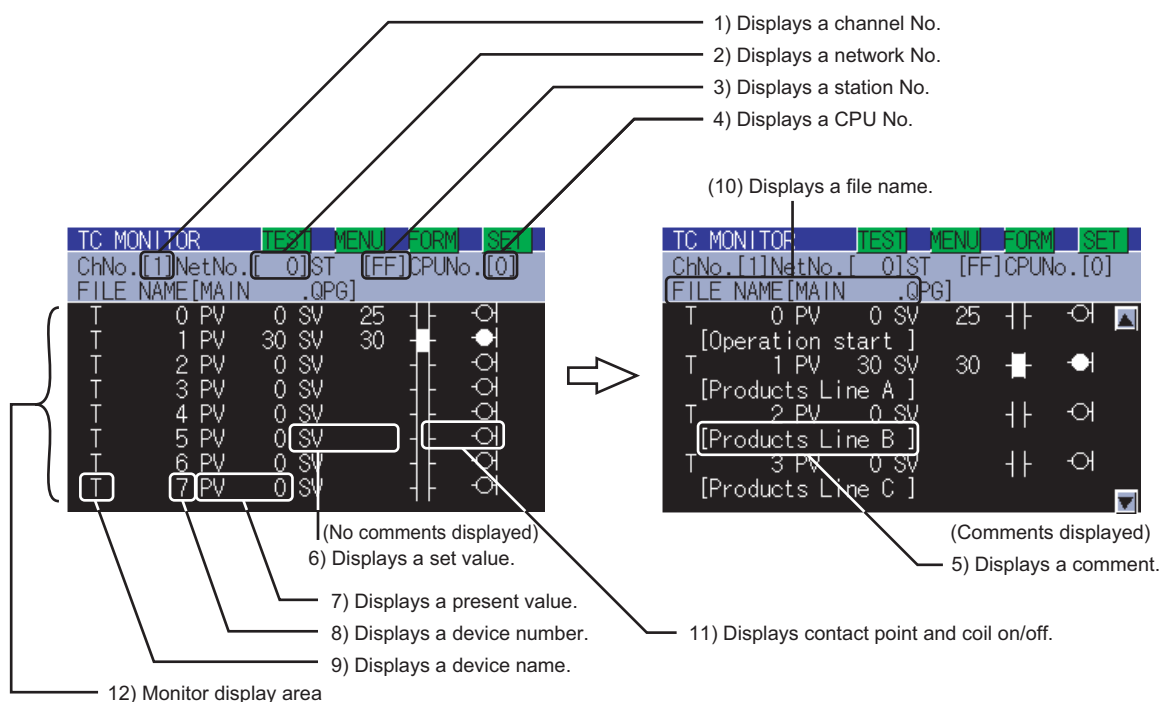 1) Displays a channel No.
2) Displays a network No.
3) Displays a station No.
4) Displays a CPU No.
(10) Displays a file name.
TC MONITOR TEST MENU FORM SET
ChNo.[1]NetNo.[ 0]ST [FF]CPUNo.[0]
FILE NAME[MAIN .QPG]
T 0 PV 0 SV 25
T 1 PV 30 SV 30
T 2 PV 0 SV
T 3 PV 0 SV
T 4 PV 0 SV
T 5 PV 0 SV
T 6 PV 0 SV
T 7 PV 0 SV
TC MONITOR TEST MENU FORM SET
ChNo.[1]NetNo.[ 0]ST [FF]CPUNo.[0]
FILE NAME[MAIN .QPG]
T 0 PV 0 SV 25
[Operation start ]
T 1 PV 30 SV 30
[Products Line A ]
T 2 PV 0 SV
[Products Line B ]
T 3 PV 0 SV
[Products Line C ]
(No comments displayed)
6) Displays a set value.
(Comments displayed)
5) Displays a comment.
7) Displays a present value.
8) Displays a device number.
11) Displays contact point and coil on/off.
9) Displays a device name.
12) Monitor display area